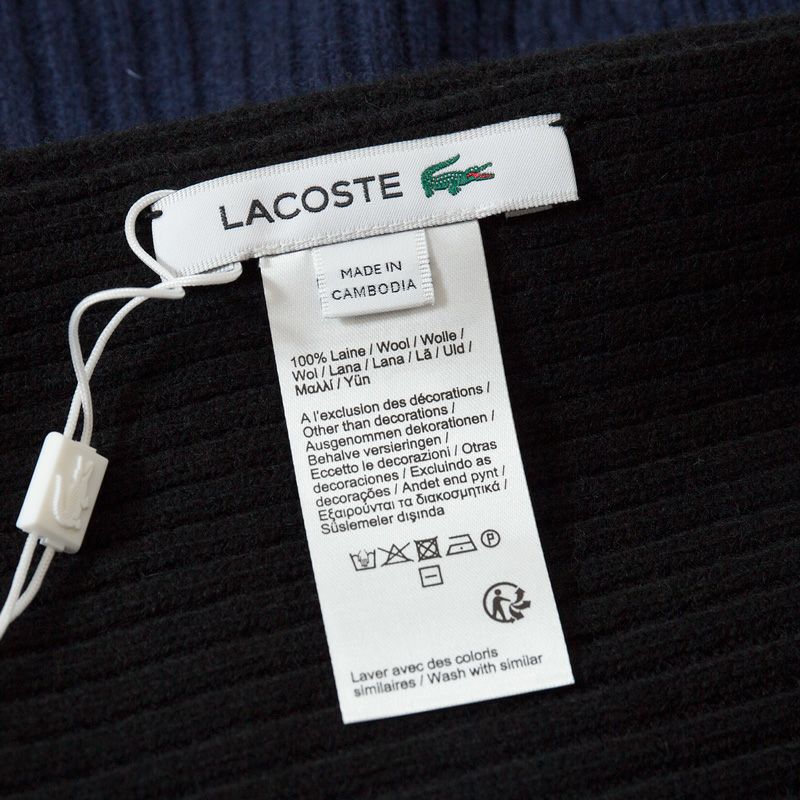 LACOSTE
MADE IN
CAMBODIA
100% Laine / Wool / Wolle /
Wol / Lana / Lana / Lã / Uld /
Μαλλί / Yün
A l'exclusion des décorations /
Other than decorations /
Ausgenommen dekorationen /
Behalve versieringen /
Eccetto le decorazioni / Otras
decoraciones / Excluindo as
decorações / Andet end pynt /
Εξαιρούνται τα διακοσμητικά /
Süslemeler dışında
P
Laver avec des coloris
similaires / Wash with similar